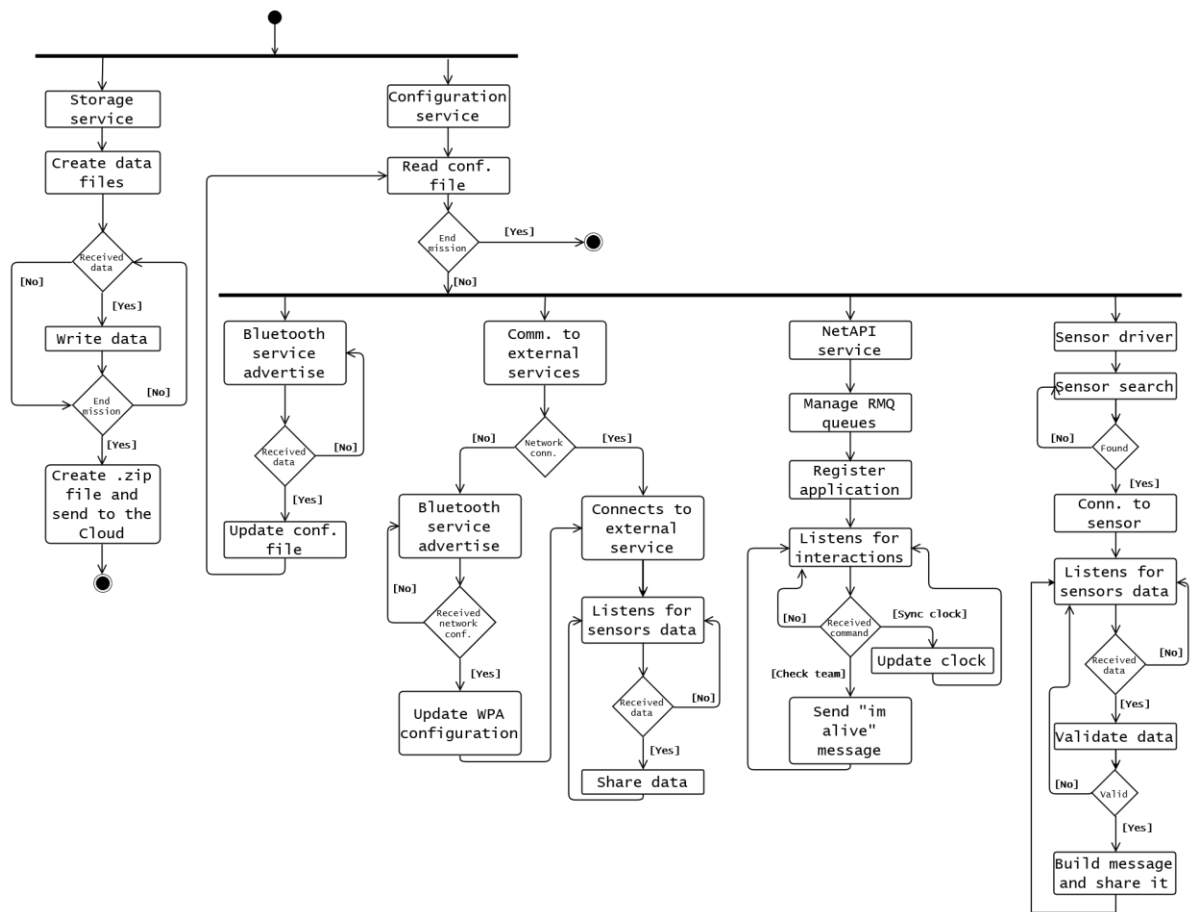 Storage
service
Create data
files
Received
data
[No]
[Yes]
Write data
End
mission
[No]
[Yes]
Create .zip
file and
send to the
Cloud
Configuration
service
Read conf.
file
End
mission
[Yes]
[No]
Bluetooth
service
advertise
Received
data
[No]
[Yes]
Update conf.
file
Comm. to
external
services
Network
conn.
[No]
[Yes]
Bluetooth
service
advertise
[No]
Received
network
conf.
[Yes]
Update WPA
configuration
Connects to
external
service
Listens for
sensors data
Received
data
[No]
[Yes]
Share data
NetAPI
service
Manage RMQ
queues
Register
application
Listens for
interactions
[No]
Received
command
[Sync clock]
Update clock
[Check team]
Send "im
alive"
message
Sensor driver
Sensor search
[No]
Found
[Yes]
Conn. to
sensor
Listens for
sensors data
Received
data
[No]
[Yes]
Validate data
[No]
Valid
[Yes]
Build message
and share it